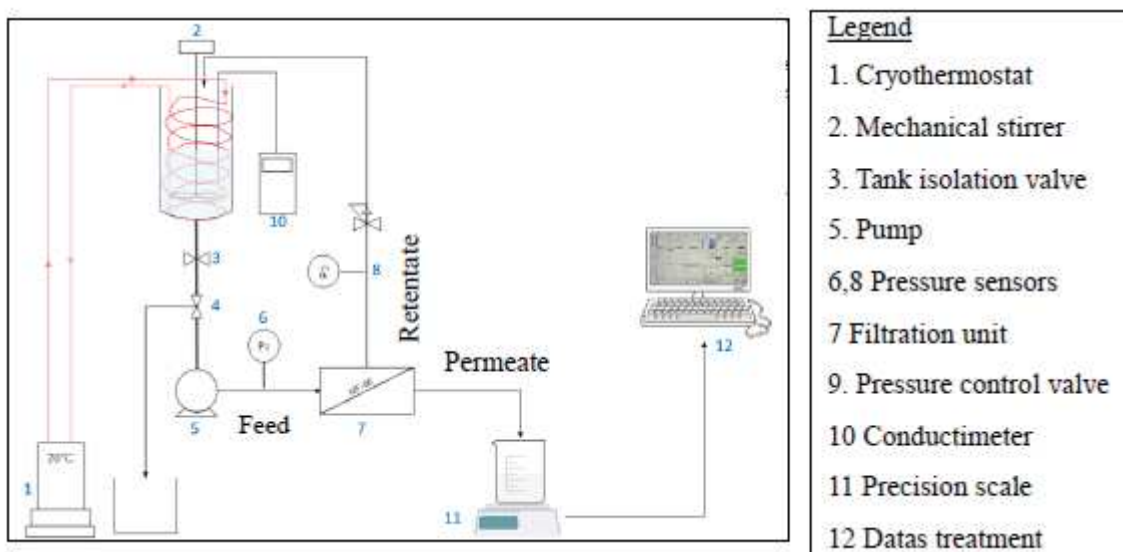 2
10
3
8
4
6
P₁
5
Feed
7
Retentate
Permeate
20°C
1
11
12
Legend
1. Cryothermostat
2. Mechanical stirrer
3. Tank isolation valve
5. Pump
6,8 Pressure sensors
7 Filtration unit
9. Pressure control valve
10 Conductimeter
11 Precision scale
12 Datas treatment